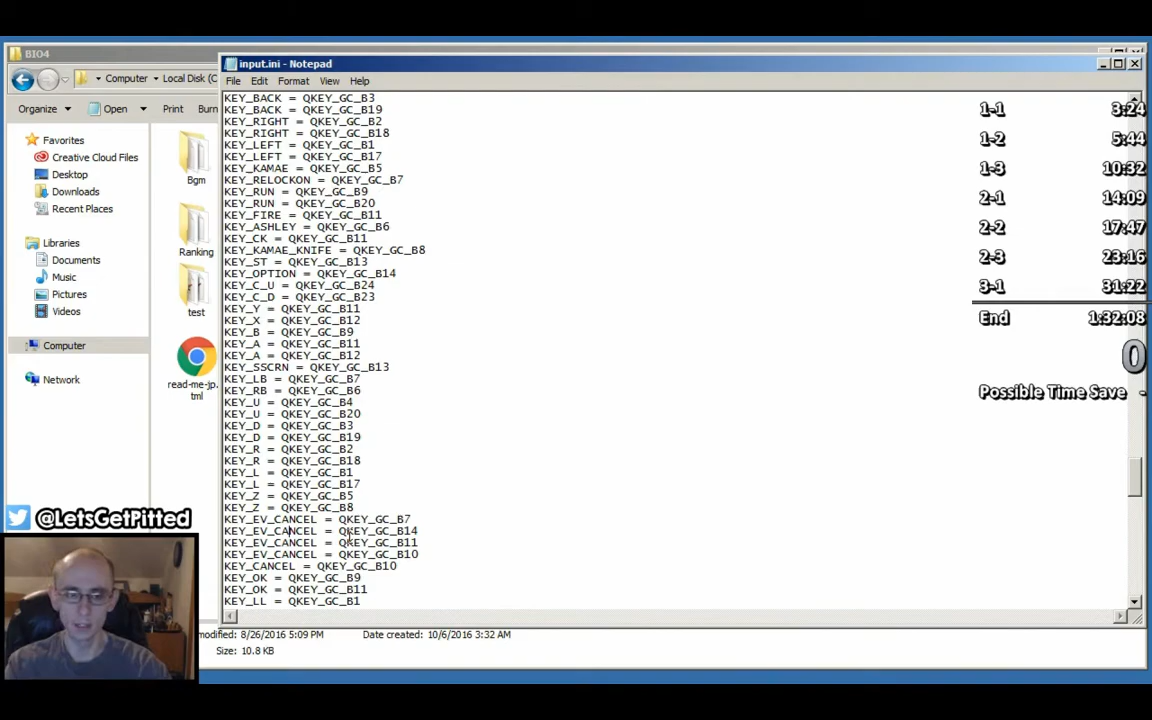 BIO4
Computer ▸ Local Disk (C
Organize
Open
Print
Burn
Favorites
Creative Cloud Files
Desktop
Downloads
Recent Places
Libraries
Documents
Music
Pictures
Videos
Computer
Network
Bgm
Ranking
test
read-me-jp.
tml
input.ini - Notepad
File Edit Format View Help
KEY_BACK = QKEY_GC_B3
KEY_BACK = QKEY_GC_B19
KEY_RIGHT = QKEY_GC_B2
KEY_RIGHT = QKEY_GC_B18
KEY_LEFT = QKEY_GC_B1
KEY_LEFT = QKEY_GC_B17
KEY_KAMAE = QKEY_GC_B5
KEY_RELOCKON = QKEY_GC_B7
KEY_RUN = QKEY_GC_B9
KEY_RUN = QKEY_GC_B20
KEY_FIRE = QKEY_GC_B11
KEY_ASHLEY = QKEY_GC_B6
KEY_CK = QKEY_GC_B11
KEY_KAMAE_KNIFE = QKEY_GC_B8
KEY_ST = QKEY_GC_B13
KEY_OPTION = QKEY_GC_B14
KEY_C_U = QKEY_GC_B24
KEY_C_D = QKEY_GC_B23
KEY_Y = QKEY_GC_B11
KEY_X = QKEY_GC_B12
KEY_B = QKEY_GC_B9
KEY_A = QKEY_GC_B11
KEY_A = QKEY_GC_B12
KEY_SSCRN = QKEY_GC_B13
KEY_LB = QKEY_GC_B7
KEY_RB = QKEY_GC_B6
KEY_U = QKEY_GC_B4
KEY_U = QKEY_GC_B20
KEY_D = QKEY_GC_B3
KEY_D = QKEY_GC_B19
KEY_R = QKEY_GC_B2
KEY_R = QKEY_GC_B18
KEY_L = QKEY_GC_B1
KEY_L = QKEY_GC_B17
KEY_Z = QKEY_GC_B5
KEY_Z = QKEY_GC_B8
KEY_EV_CANCEL = QKEY_GC_B7
KEY_EV_CANCEL = QKEY_GC_B14
KEY_EV_CANCEL = QKEY_GC_B11
KEY_EV_CANCEL = QKEY_GC_B10
KEY_CANCEL = QKEY_GC_B10
KEY_OK = QKEY_GC_B9
KEY_OK = QKEY_GC_B11
KEY_LL = QKEY_GC_B1
1-1 3:24
1-2 5:44
1-3 10:32
2-1 14:09
2-2 17:47
2-3 23:16
3-1 31:22
End 1:32:08
0
Possible Time Save -
@LetsGetPitted
modified: 8/26/2016 5:09 PM Date created: 10/6/2016 3:32 AM
Size: 10.8 KB